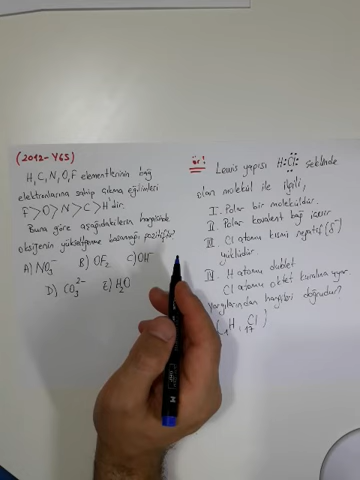 (2012-YGS)
H, C, N, O, F elementlerinin bağ
elektronlarına sahip çıkma eğilimleri
F>O>N>C>H'dir.
Buna göre aşağıdakilerin hangisinde
oksijenin yükseltgenme basamağı pozitiftir?
A) NO₃⁻ B) OF₂ C) OH⁻
D) CO₃²⁻ E) H₂O
ör: Lewis yapısı H:Cl: şeklinde
olan molekül ile ilgili,
I. Polar bir moleküldür.
II. Polar kovalent bağ içerir
III. Cl atomu kısmi negatif (δ⁻)
yüklüdür
IV. H atomu dublet
Cl atomu oktet kuralına uyar
yargılarından hangileri doğrudur?
(₁H, ₁₇Cl)